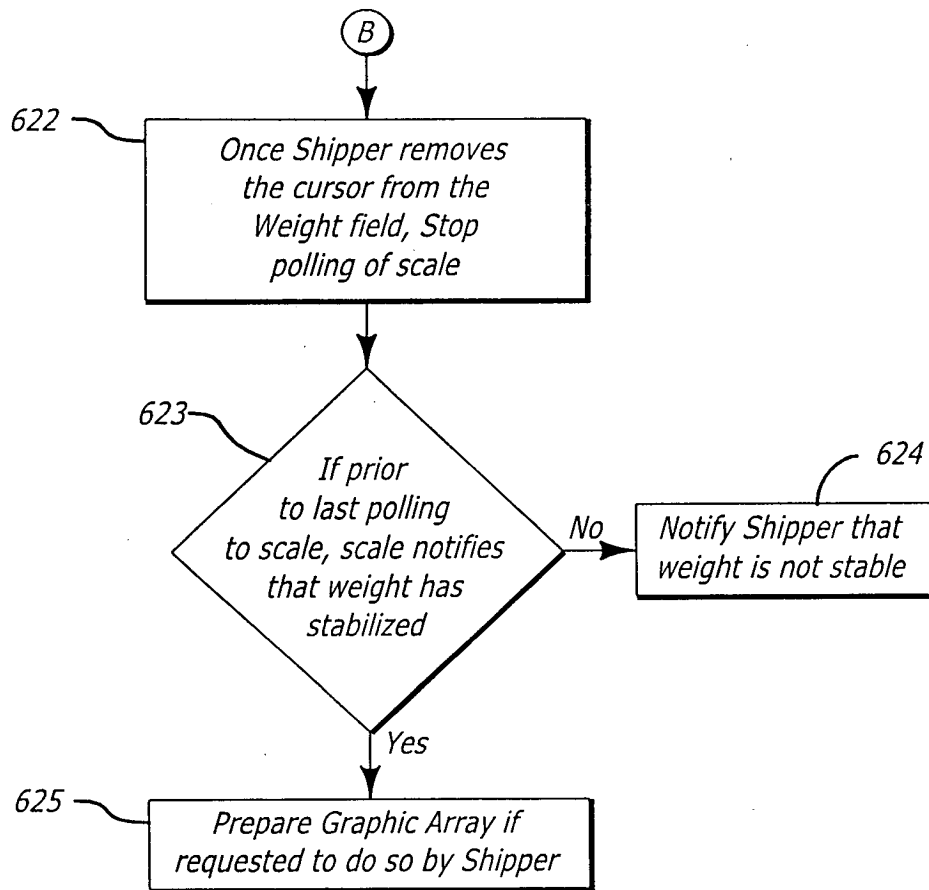 B
622
Once Shipper removes
the cursor from the
Weight field, Stop
polling of scale
623
If prior
to last polling
to scale, scale notifies
that weight has
stabilized
No
624
Notify Shipper that
weight is not stable
Yes
625
Prepare Graphic Array if
requested to do so by Shipper